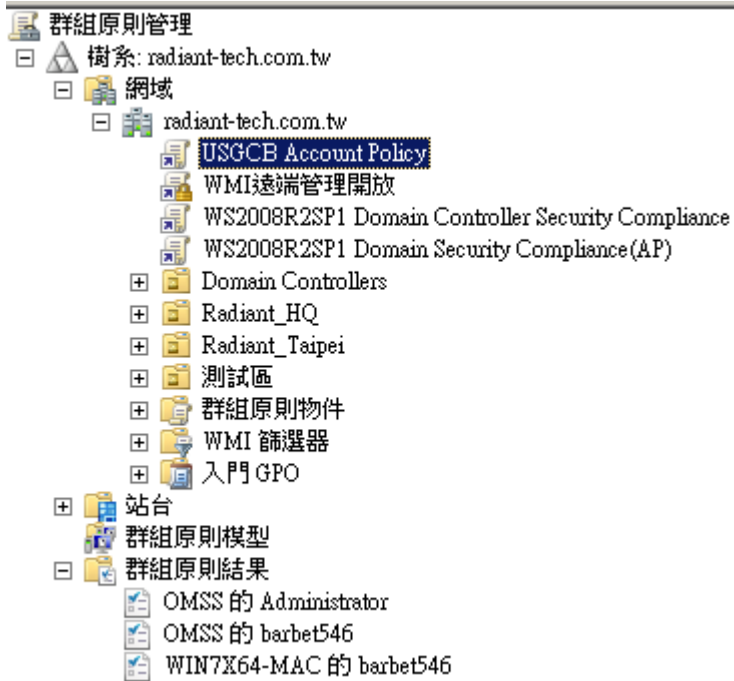 群組原則管理
樹系: radiant-tech.com.tw
網域
radiant-tech.com.tw
USGCB Account Policy
WMI遠端管理開放
WS2008R2SP1 Domain Controller Security Compliance
WS2008R2SP1 Domain Security Compliance(AP)
Domain Controllers
Radiant_HQ
Radiant_Taipei
測試區
群組原則物件
WMI 篩選器
入門 GPO
站台
群組原則模型
群組原則結果
OMSS 的 Administrator
OMSS 的 barbet546
WIN7X64-MAC 的 barbet546